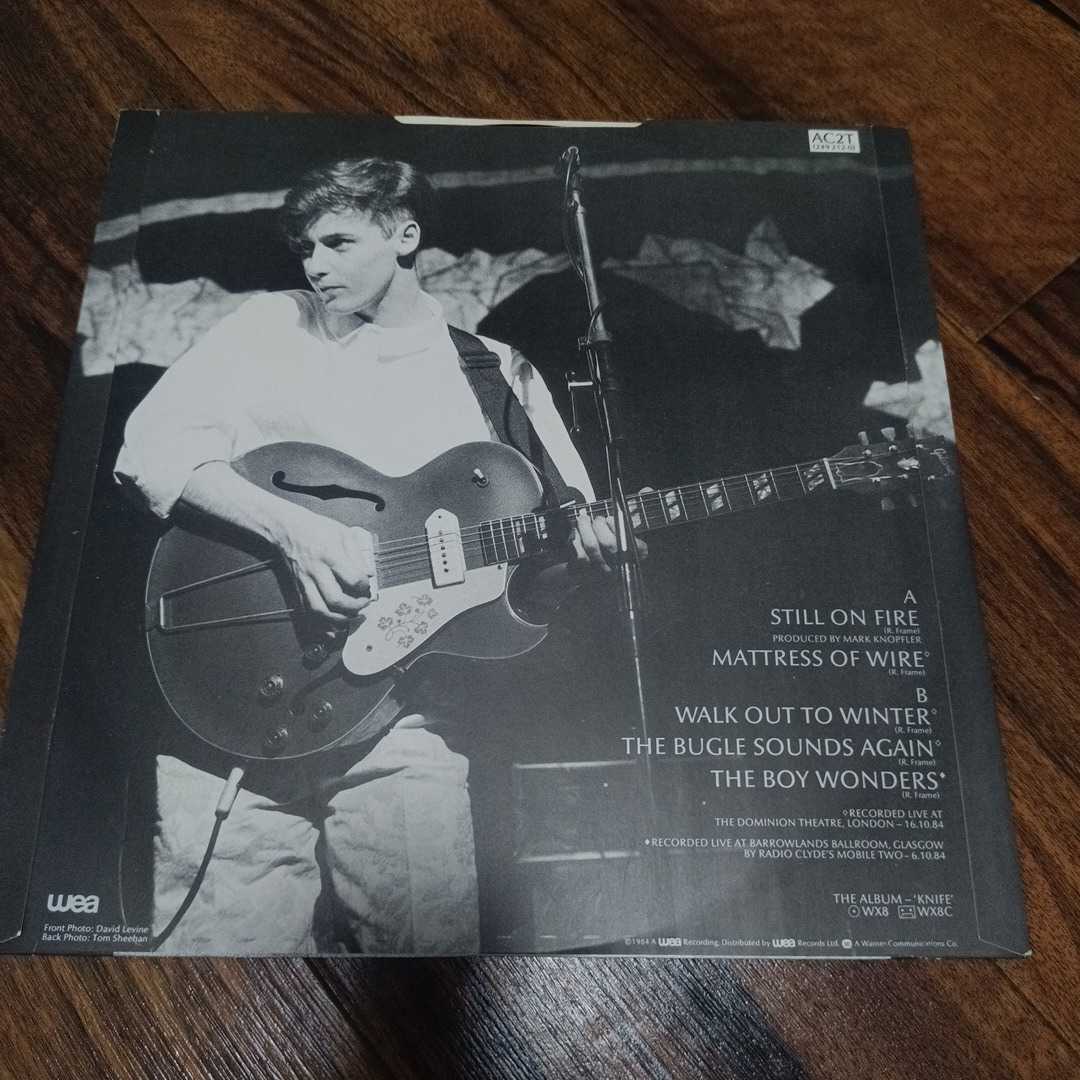 AC2T
(249 212-0)
A
STILL ON FIRE
(R. Frame)
PRODUCED BY MARK KNOPFLER
MATTRESS OF WIRE◊
(R. Frame)
B
WALK OUT TO WINTER◊
(R. Frame)
THE BUGLE SOUNDS AGAIN◊
(R. Frame)
THE BOY WONDERS♦
(R. Frame)
◊RECORDED LIVE AT
THE DOMINION THEATRE, LONDON – 16.10.84
♦RECORDED LIVE AT BARROWLANDS BALLROOM, GLASGOW
BY RADIO CLYDE'S MOBILE TWO – 6.10.84
THE ALBUM – 'KNIFE'
WX8 WX8C
wea
Front Photo: David Levine
Back Photo: Tom Sheehan
©1984 A wea Recording. Distributed by wea Records Ltd. A Warner Communications Co.